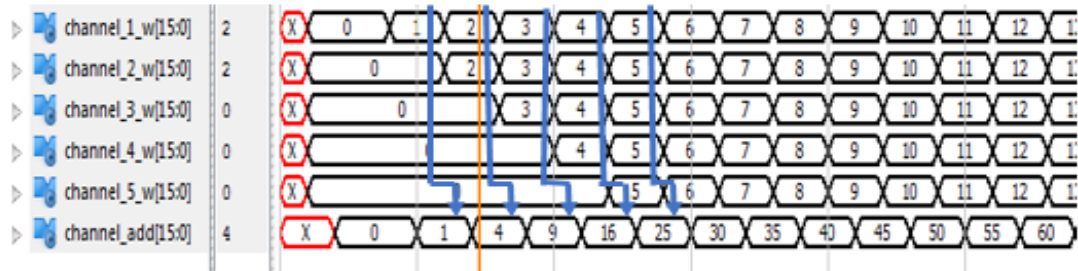 channel_1_w[15:0] 2 X 0 1 2 3 4 5 6 7 8 9 10 11 12
channel_2_w[15:0] 2 X 0 2 3 4 5 6 7 8 9 10 11 12
channel_3_w[15:0] 0 X 0 3 4 5 6 7 8 9 10 11 12
channel_4_w[15:0] 0 X 4 5 6 7 8 9 10 11 12
channel_5_w[15:0] 0 X 5 6 7 8 9 10 11 12
channel_add[15:0] 4 X 0 1 4 9 16 25 30 35 40 45 50 55 60